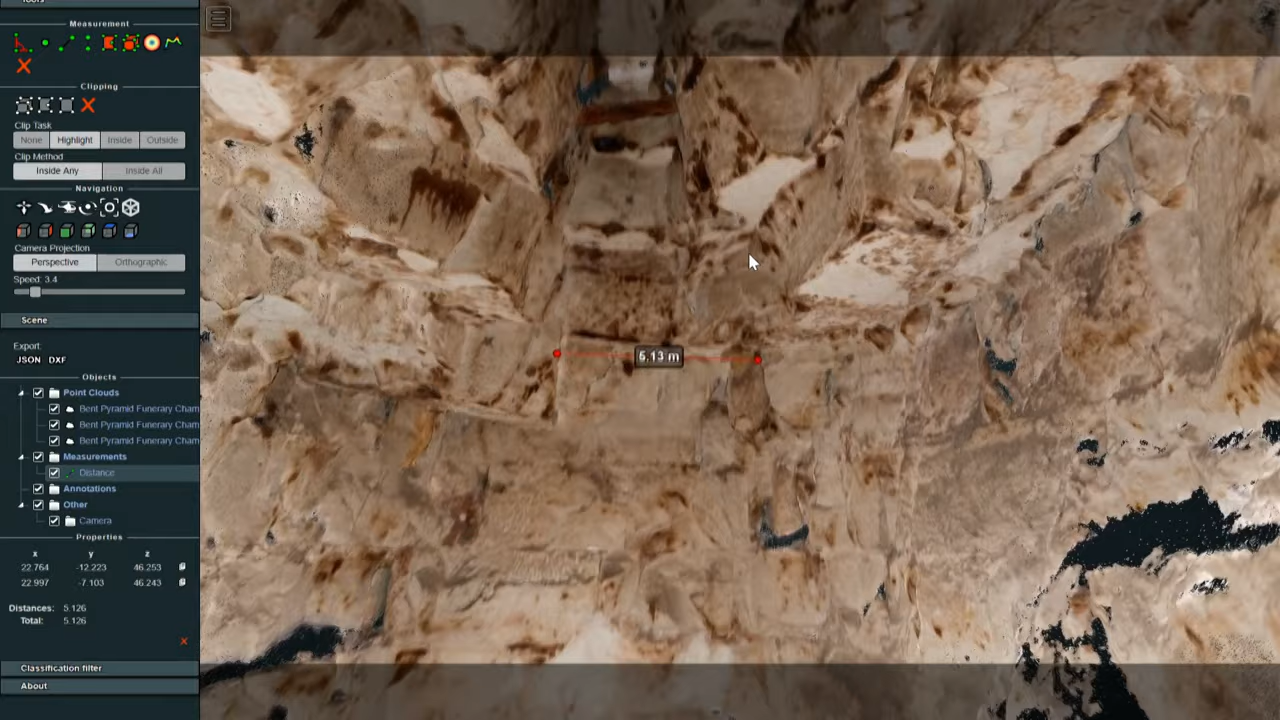 Tools
Measurement
Clipping
Clip Task
None Highlight Inside Outside
Clip Method
Inside Any Inside All
Navigation
Camera Projection
Perspective Orthographic
Speed: 3.4
Scene
Export:
JSON DXF
Objects
Point Clouds
Bent Pyramid Funerary Cham
Bent Pyramid Funerary Cham
Bent Pyramid Funerary Cham
Measurements
Distance
Annotations
Other
Camera
Properties
x y z
22.764 -12.223 46.253
22.997 -7.103 46.243
Distances: 5.126
Total: 5.126
Classification filter
About
5.13 m